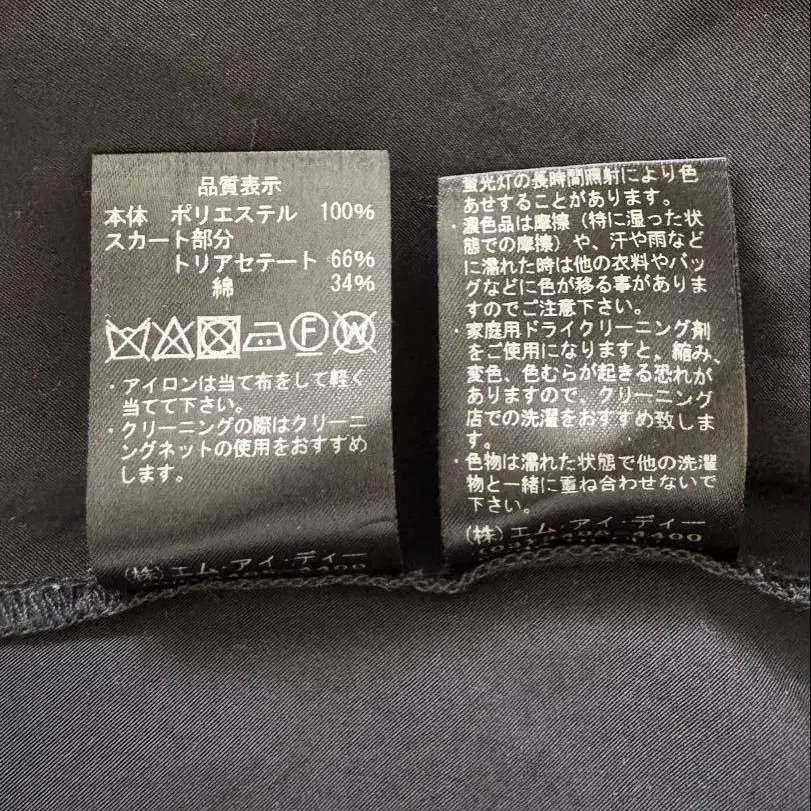 品質表示
本体 ポリエステル 100%
スカート部分
トリアセテート 66%
綿 34%
F
W
・アイロンは当て布をして軽く
当てて下さい。
・クリーニングの際はクリーニ
ングネットの使用をおすすめ
します。
(株)エム.アイ.ディー
蛍光灯の長時間照射により色
あせすることがあります。
・濃色品は摩擦（特に湿った状
態での摩擦）や、汗や雨など
に濡れた時は他の衣料やバッ
グなどに色が移る事がありま
すのでご注意下さい。
・家庭用ドライクリーニング剤
をご使用になりますと、縮み、
変色、色むらが起きる恐れが
ありますので、クリーニング
店での洗濯をおすすめ致しま
す。
・色物は濡れた状態で他の洗濯
物と一緒に重ね合わせないで
下さい。
(株)エム.アイ.ディー